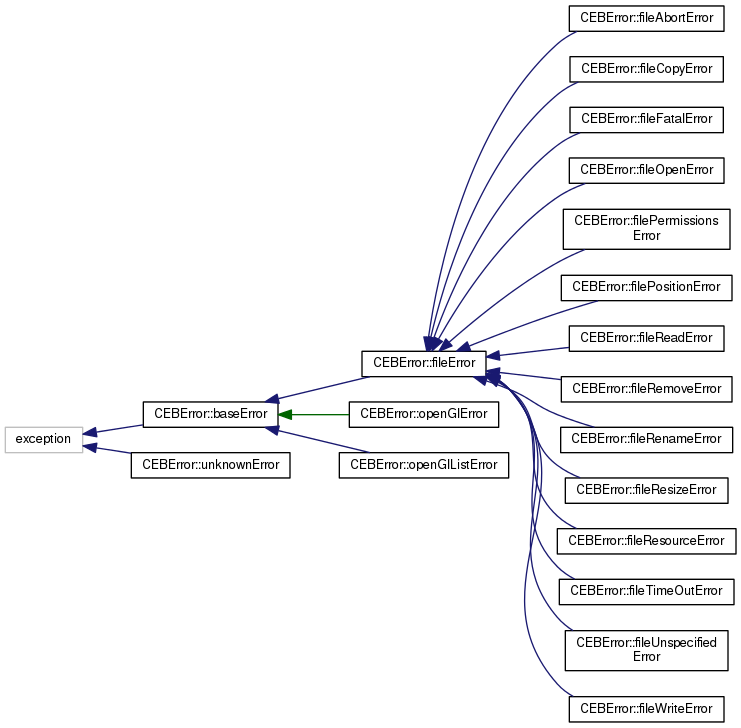 CEBError::fileAbortError
CEBError::fileCopyError
CEBError::fileFatalError
CEBError::fileOpenError
CEBError::filePermissions
Error
CEBError::filePositionError
CEBError::fileReadError
CEBError::fileError
CEBError::fileRemoveError
CEBError::baseError
CEBError::openGlError
exception
CEBError::fileRenameError
CEBError::unknownError
CEBError::openGlListError
CEBError::fileResizeError
CEBError::fileResourceError
CEBError::fileTimeOutError
CEBError::fileUnspecified
Error
CEBError::fileWriteError